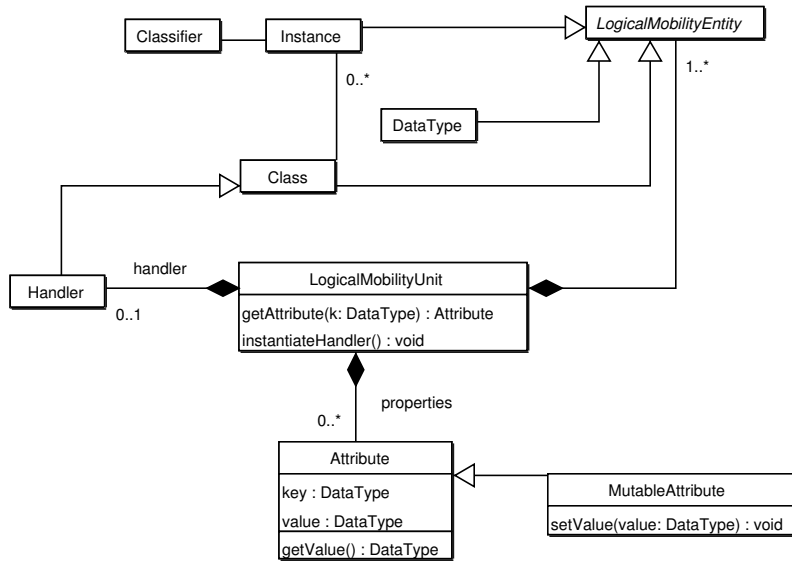 LogicalMobilityEntity
Classifier
Instance
0..*
1..*
DataType
Class
handler
LogicalMobilityUnit
Handler
0..1
getAttribute(k: DataType) : Attribute
instantiateHandler() : void
properties
0..*
Attribute
key : DataType
value : DataType
getValue() : DataType
MutableAttribute
setValue(value: DataType) : void